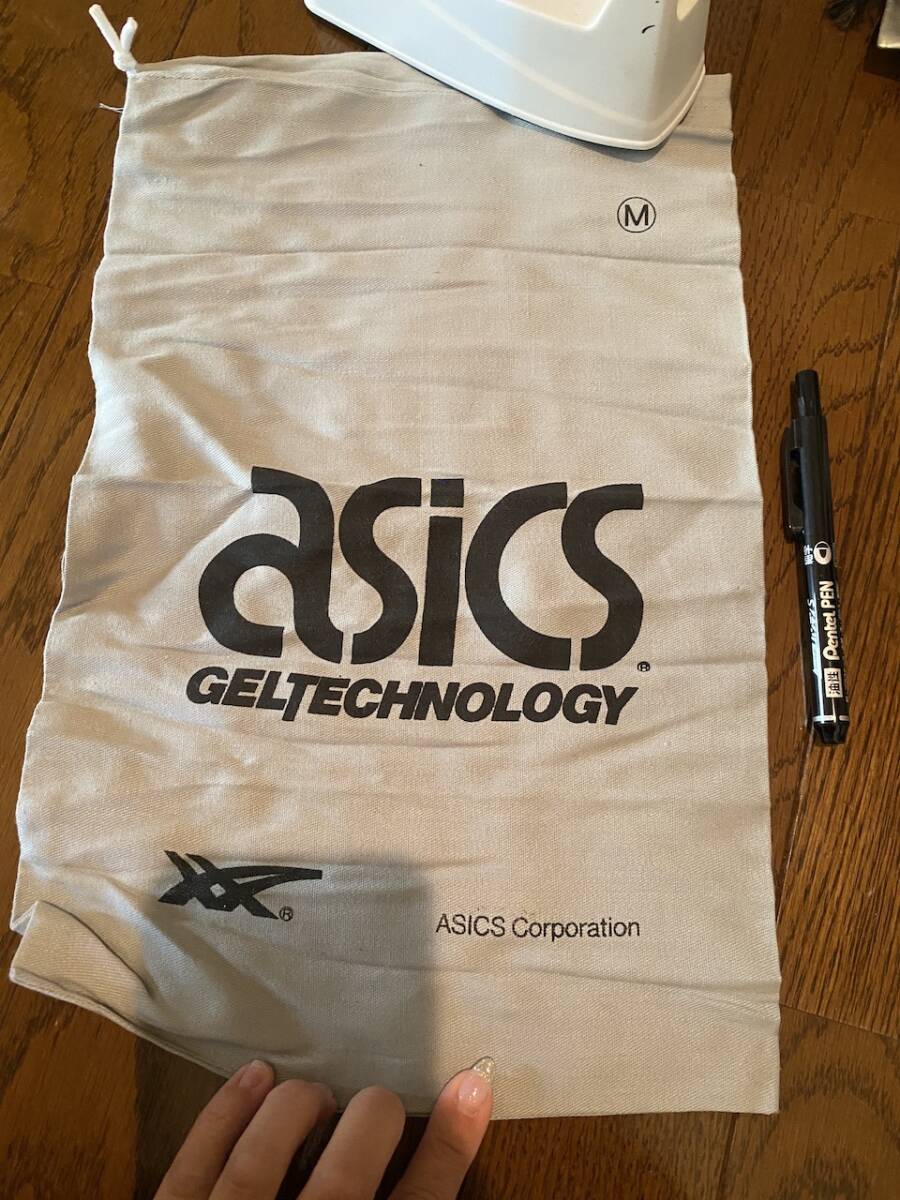 Ⓜ
asics®
GELTECHNOLOGY
®
ASICS Corporation
Pentel PEN
油性